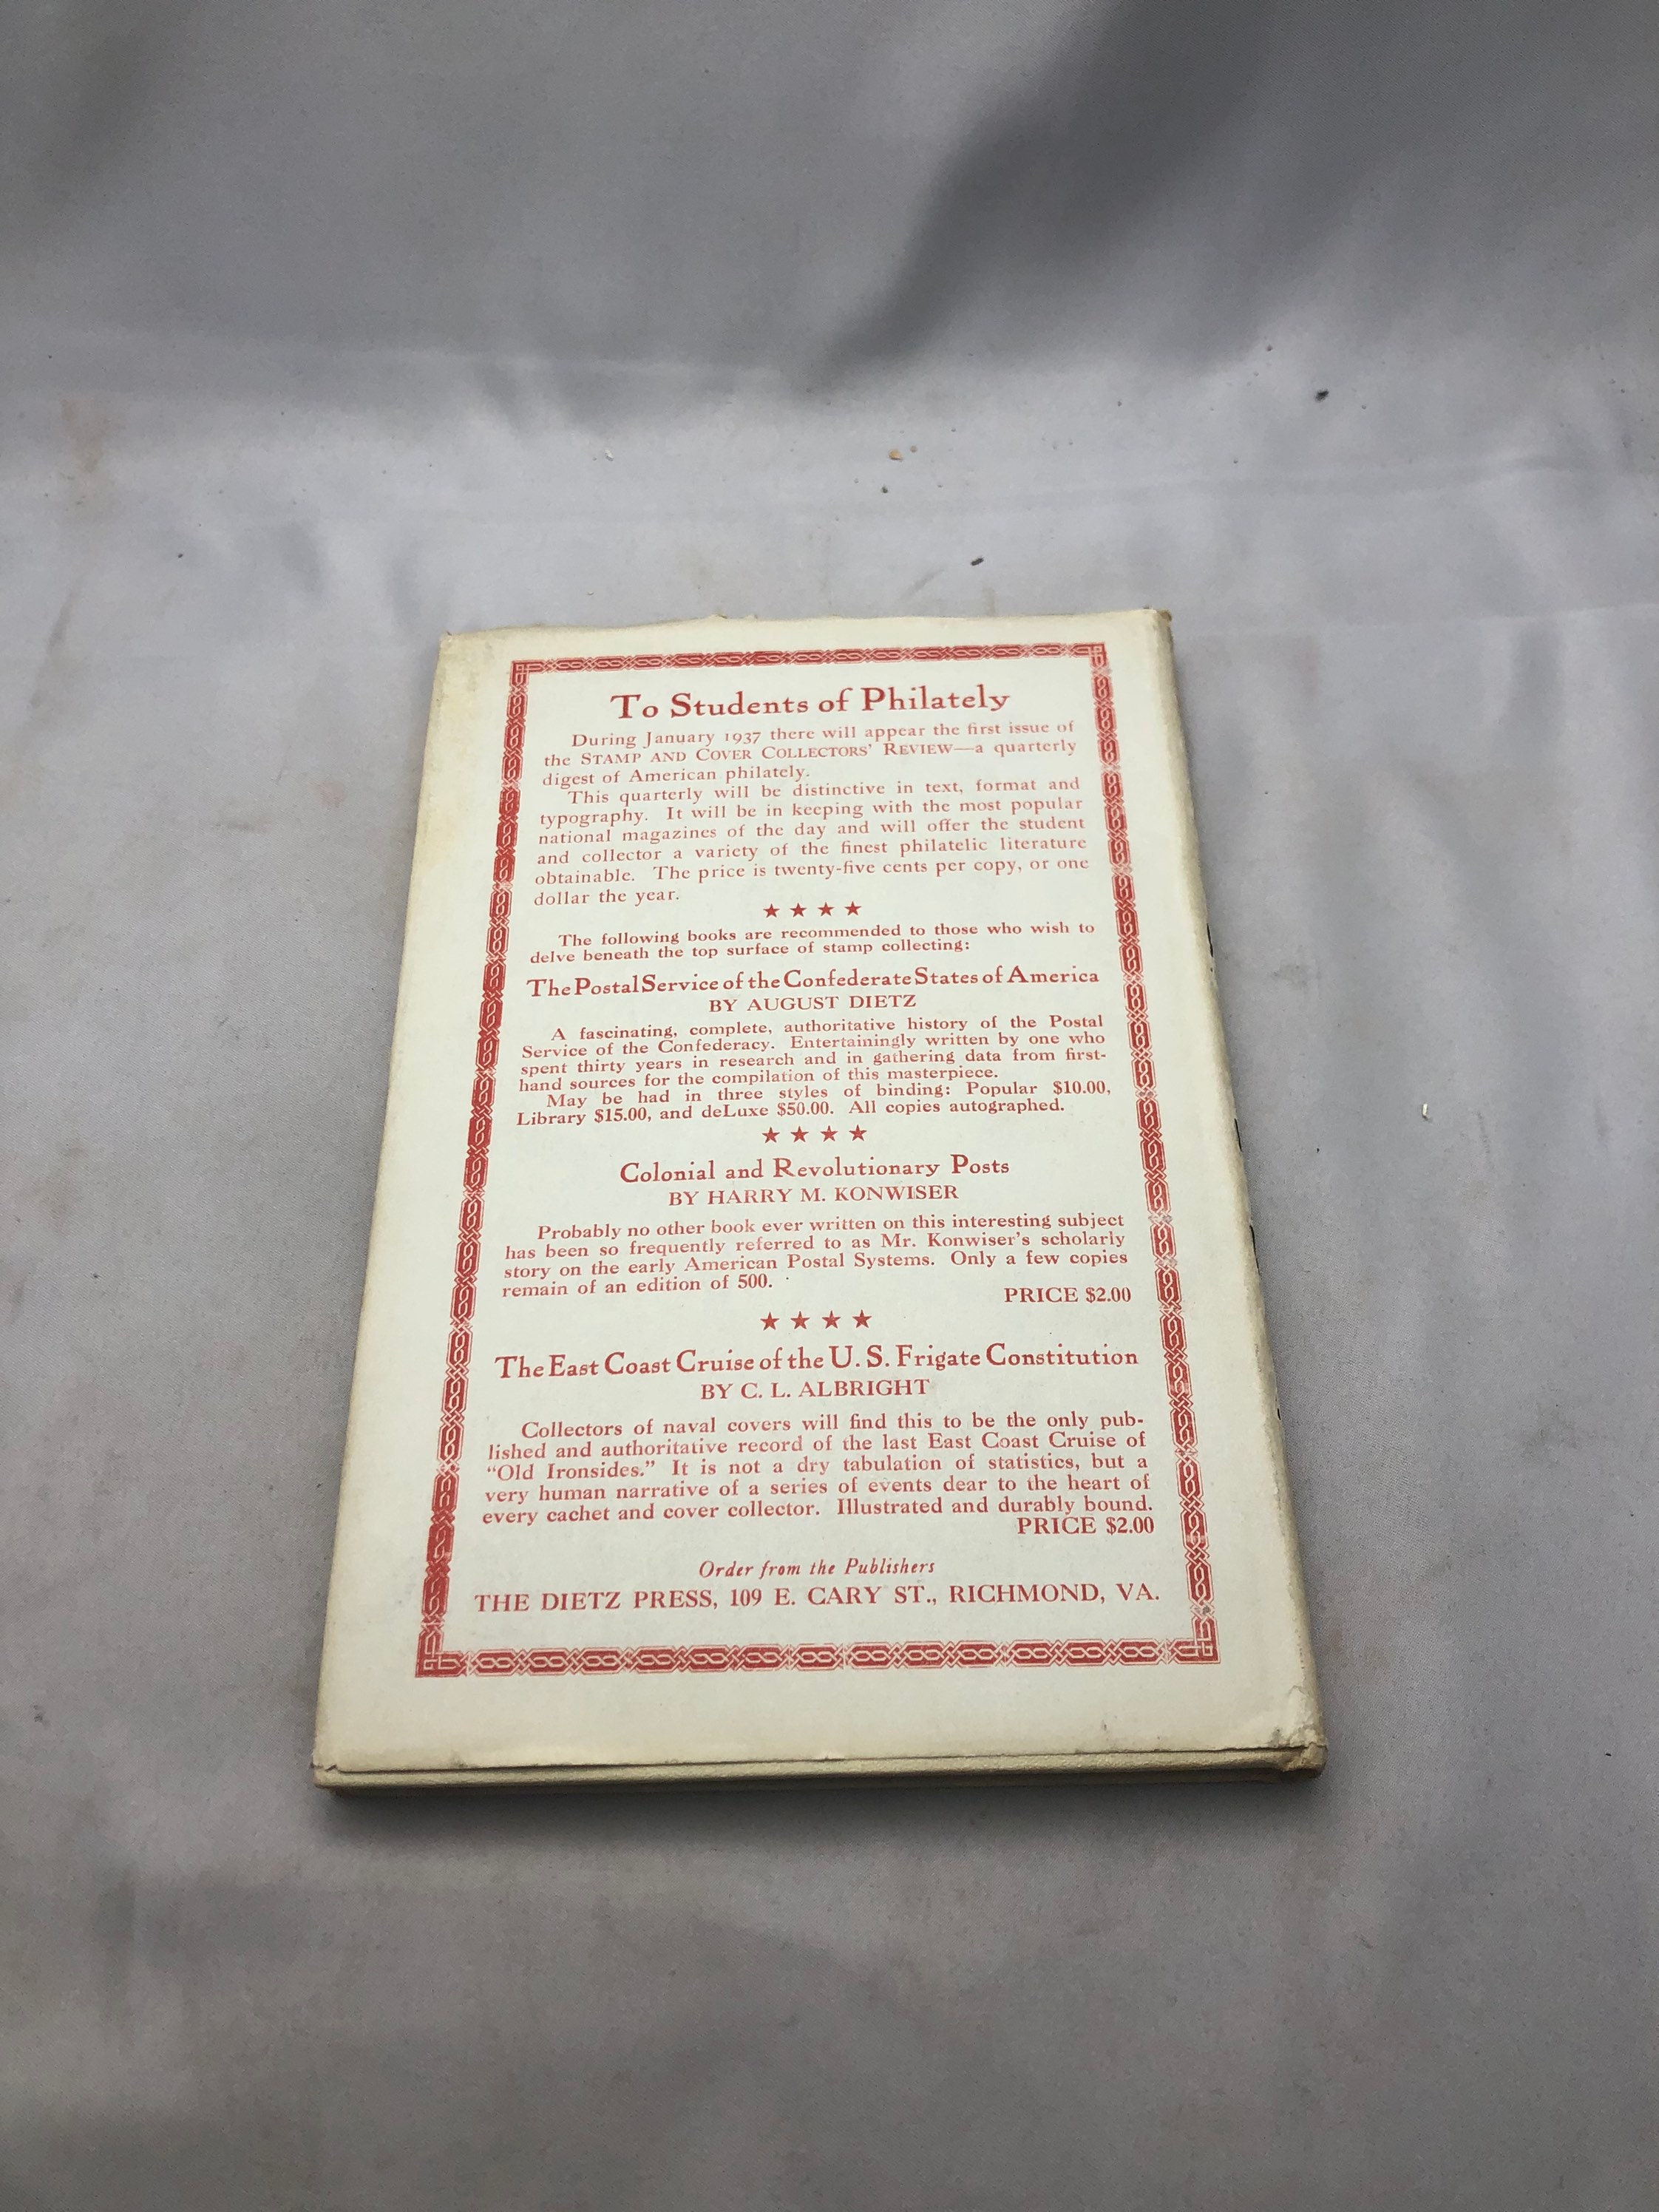 To Students of Philately
During January 1937 there will appear the first issue of
the STAMP AND COVER COLLECTORS' REVIEW—a quarterly
digest of American philately.
This quarterly will be distinctive in text, format and
typography. It will be in keeping with the most popular
national magazines of the day and will offer the student
and collector a variety of the finest philatelic literature
obtainable. The price is twenty-five cents per copy, or one
dollar the year.
★ ★ ★ ★
The following books are recommended to those who wish to
delve beneath the top surface of stamp collecting:
The Postal Service of the Confederate States of America
BY AUGUST DIETZ
A fascinating, complete, authoritative history of the Postal
Service of the Confederacy. Entertainingly written by one who
spent thirty years in research and in gathering data from first-
hand sources for the compilation of this masterpiece.
May be had in three styles of binding: Popular $10.00,
Library $15.00, and deLuxe $50.00. All copies autographed.
★ ★ ★ ★
Colonial and Revolutionary Posts
BY HARRY M. KONWISER
Probably no other book ever written on this interesting subject
has been so frequently referred to as Mr. Konwiser's scholarly
story on the early American Postal Systems. Only a few copies
remain of an edition of 500.
PRICE $2.00
★ ★ ★ ★
The East Coast Cruise of the U. S. Frigate Constitution
BY C. L. ALBRIGHT
Collectors of naval covers will find this to be the only pub-
lished and authoritative record of the last East Coast Cruise of
"Old Ironsides." It is not a dry tabulation of statistics, but a
very human narrative of a series of events dear to the heart of
every cachet and cover collector. Illustrated and durably bound.
PRICE $2.00
Order from the Publishers
THE DIETZ PRESS, 109 E. CARY ST., RICHMOND, VA.